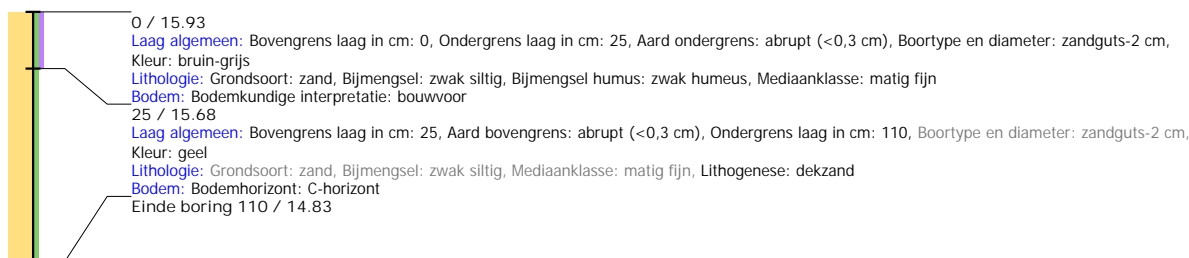 0 / 15.93
Laag algemeen: Bovengrens laag in cm: 0, Ondergrens laag in cm: 25, Aard ondergrens: abrupt (<0,3 cm), Boortype en diameter: zandguts-2 cm,
Kleur: bruin-grijs
Lithologie: Grondsoort: zand, Bijmengsel: zwak siltig, Bijmengsel humus: zwak humeus, Mediaanklasse: matig fijn
Bodem: Bodemkundige interpretatie: bouwvoor
25 / 15.68
Laag algemeen: Bovengrens laag in cm: 25, Aard bovengrens: abrupt (<0,3 cm), Ondergrens laag in cm: 110, Boortype en diameter: zandguts-2 cm,
Kleur: geel
Lithologie: Grondsoort: zand, Bijmengsel: zwak siltig, Mediaanklasse: matig fijn, Lithogenese: dekzand
Bodem: Bodemhorizont: C-horizont
Einde boring 110 / 14.83